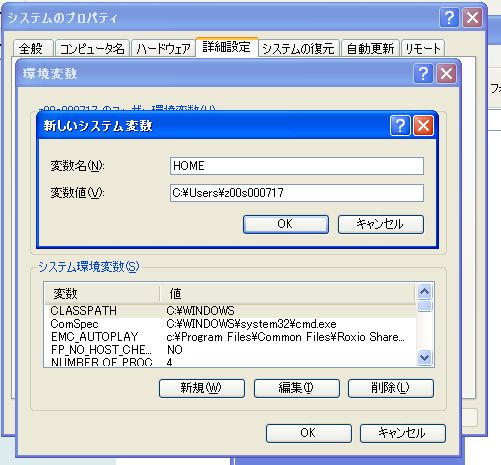 システムのプロパティ
全般 コンピュータ名 ハードウェア 詳細設定 システムの復元 自動更新 リモート
環境変数
z00s000717 のユーザー環境変数(U)
新しいシステム変数
変数名(N): HOME
変数値(V): C:¥Users¥z00s000717
OK キャンセル
システム環境変数(S)
変数 値
CLASSPATH C:¥WINDOWS
ComSpec C:¥WINDOWS¥system32¥cmd.exe
EMC_AUTOPLAY c:¥Program Files¥Common Files¥Roxio Share...
FP_NO_HOST_CHE... NO
NUMBER_OF_PROC 4
新規(W) 編集(I) 削除(L)
OK キャンセル